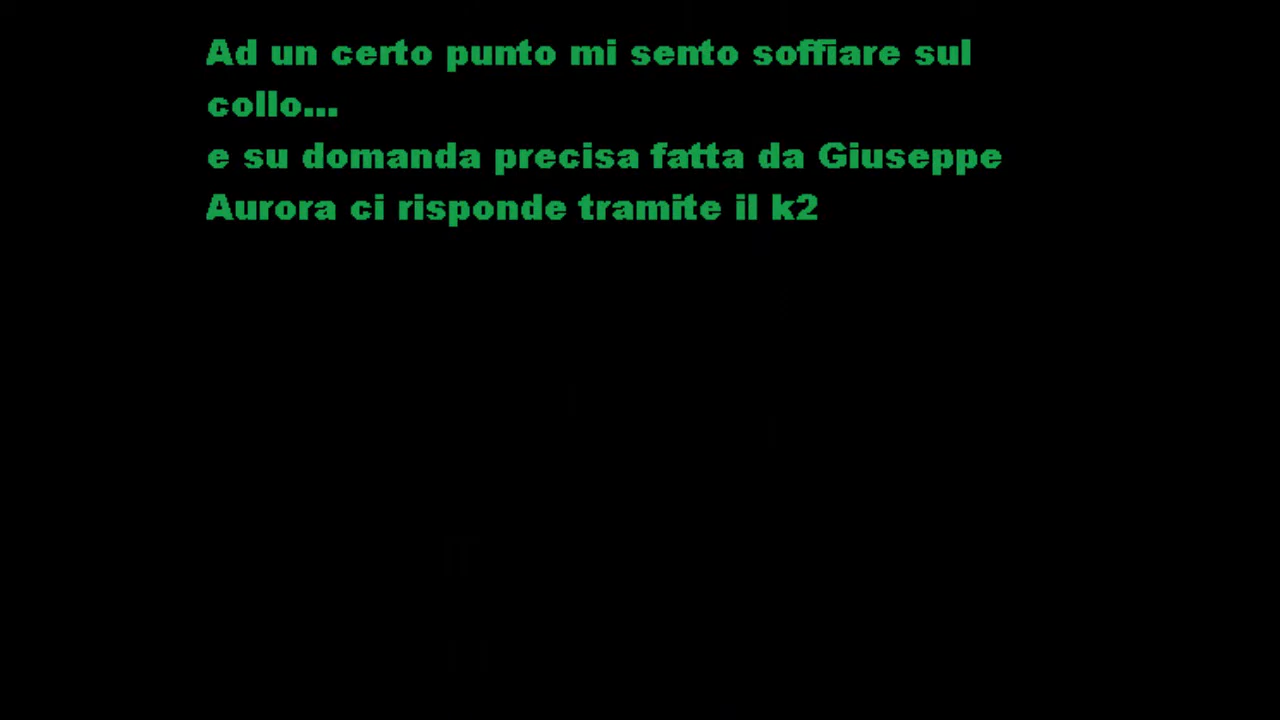 Ad un certo punto mi sento soffiare sul
collo...
e su domanda precisa fatta da Giuseppe
Aurora ci risponde tramite il k2